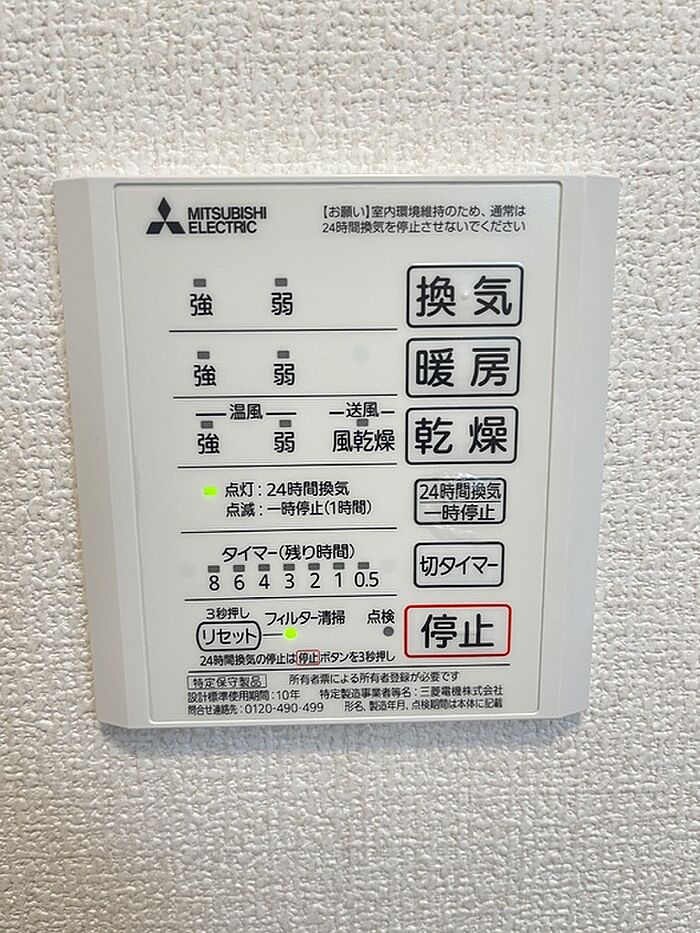 MITSUBISHI
ELECTRIC
【お願い】室内環境維持のため、通常は
24時間換気を停止させないでください
強 弱 換気
強 弱 暖房
温風 送風
強 弱 風乾燥 乾燥
点灯：24時間換気
点滅：一時停止(1時間)
24時間換気
一時停止
タイマー(残り時間)
8 6 4 3 2 1 0.5
切タイマー
3秒押し
リセット フィルター清掃 点検
停止
24時間換気の停止は停止ボタンを3秒押し
特定保守製品 所有者票による所有者登録が必要です
設計標準使用期間：10年 特定製造事業者等名：三菱電機株式会社
問合せ連絡先：0120-490-499 形名、製造年月、点検期間は本体に記載